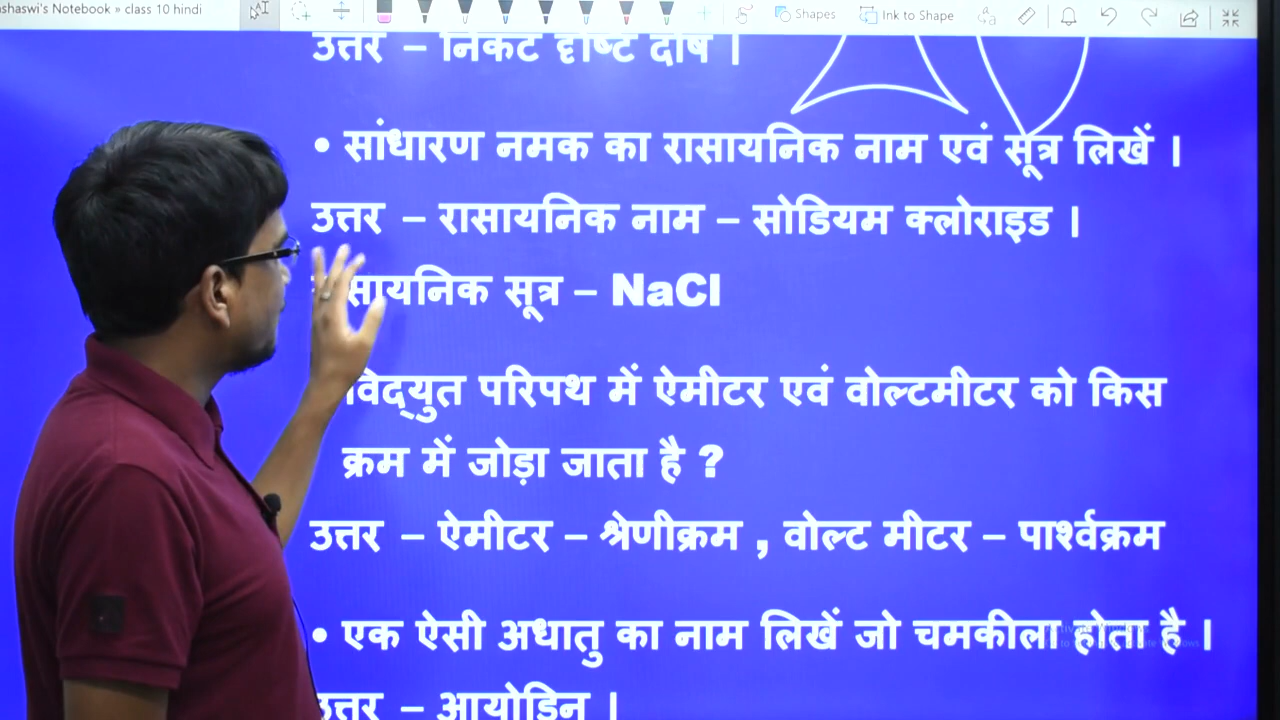 ashaswi's Notebook » class 10 hindi
Shapes Ink to Shape
उत्तर – निकट दृष्टि दोष ।
• सांधारण नमक का रासायनिक नाम एवं सूत्र लिखें ।
उत्तर – रासायनिक नाम – सोडियम क्लोराइड ।
सायनिक सूत्र – NaCl
विद्‌युत परिपथ में ऐमीटर एवं वोल्टमीटर को किस
क्रम में जोड़ा जाता है ?
उत्तर – ऐमीटर – श्रेणीक्रम , वोल्ट मीटर – पार्श्वक्रम
• एक ऐसी अधातु का नाम लिखें जो चमकीला होता है ।
उत्तर – आयोडिन ।